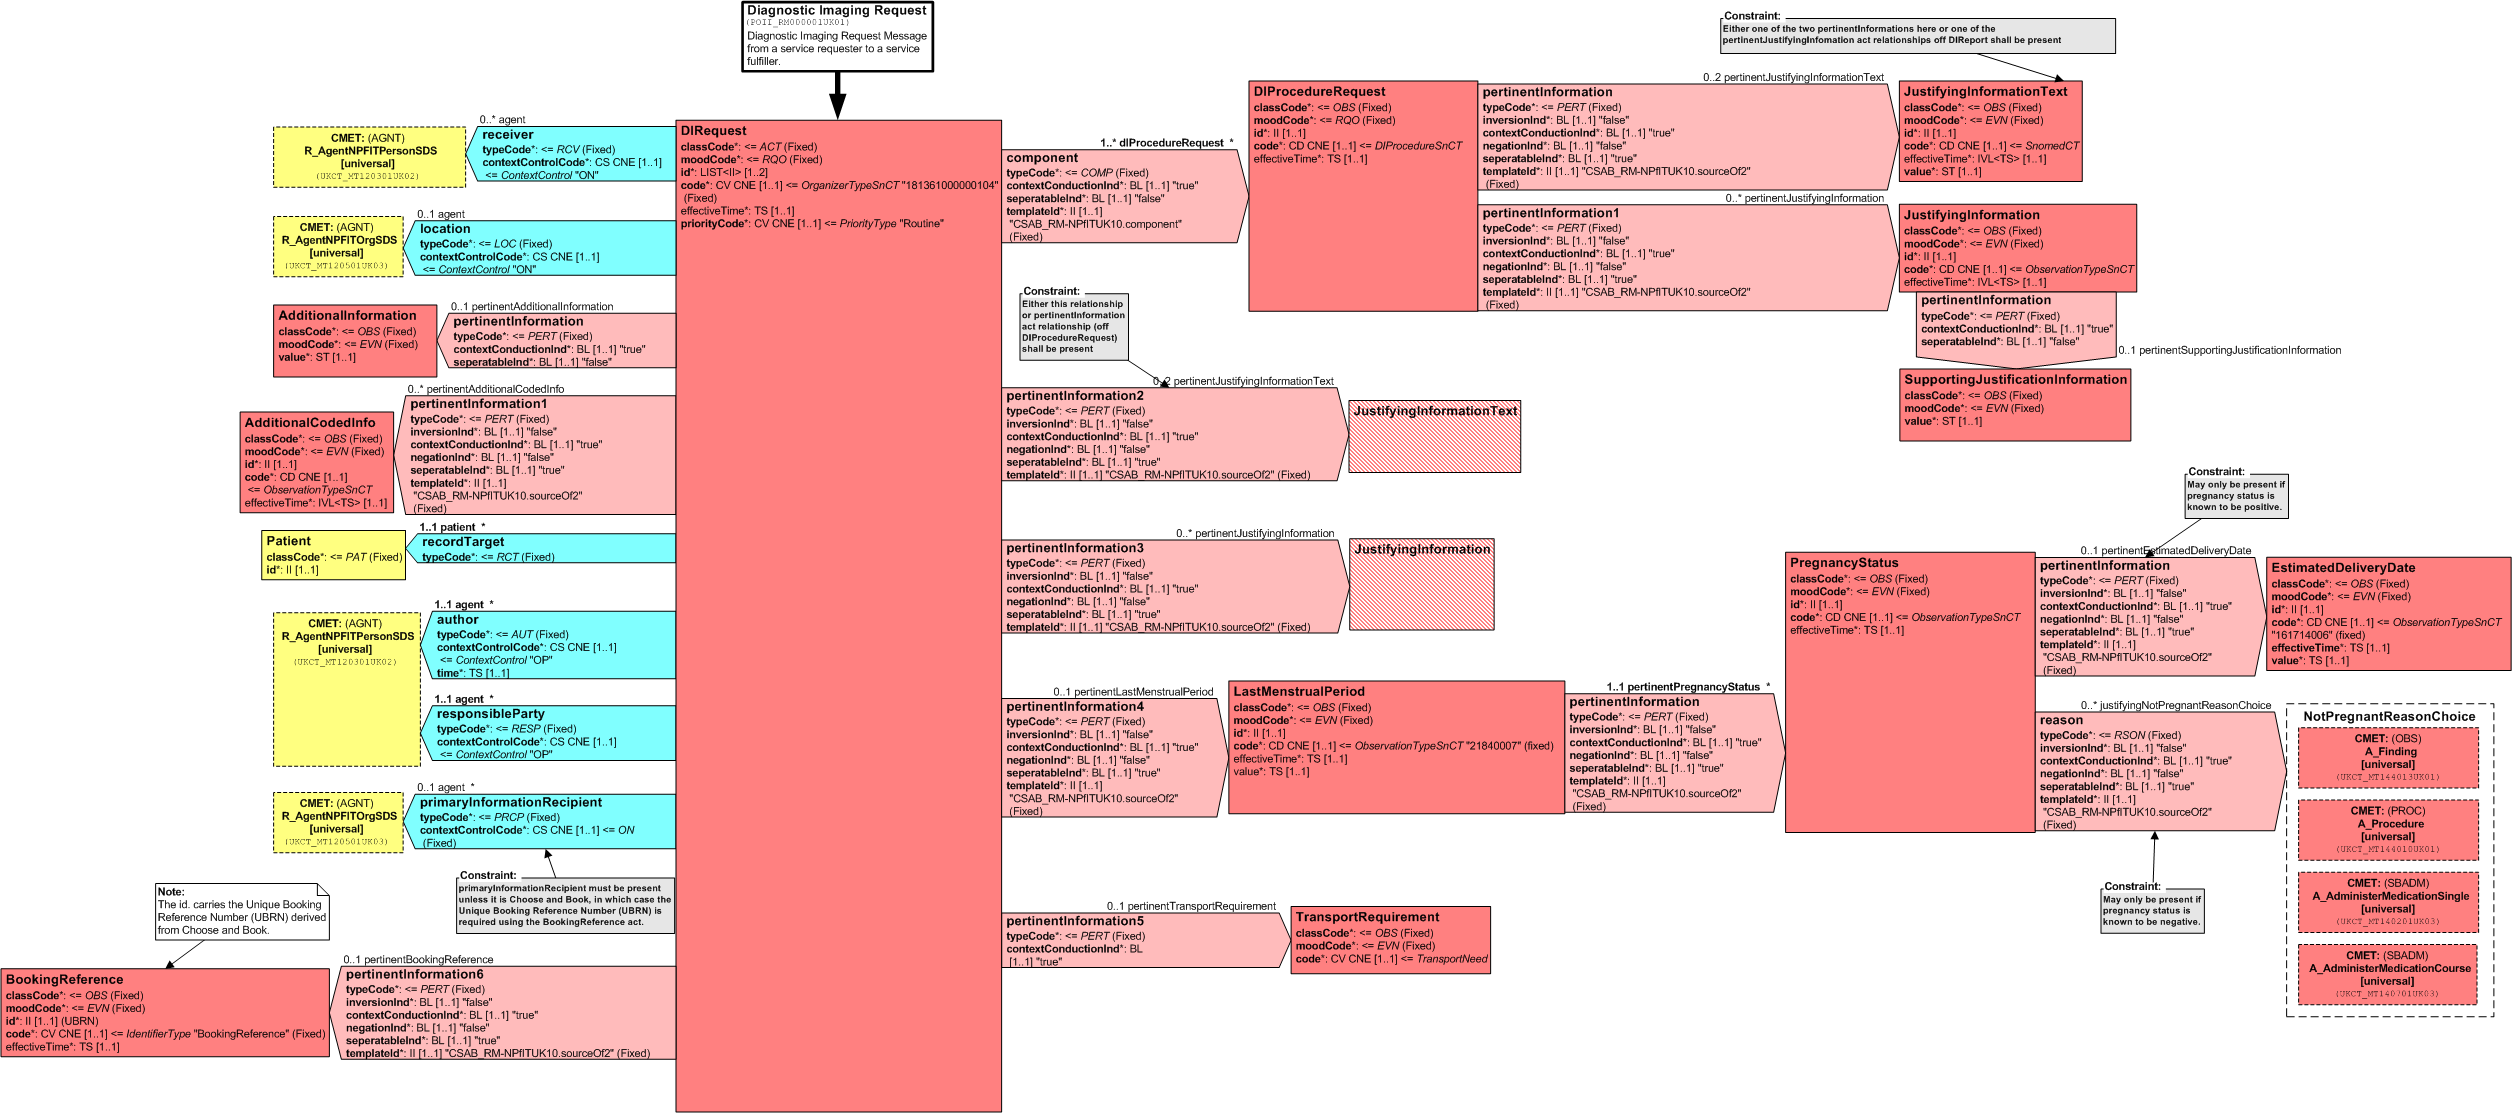 Diagnostic Imaging Request
(POII_RM000001UK01)
Diagnostic Imaging Request Message
from a service requester to a service
fulfiller.
Constraint:
Either one of the two pertinentInformations here or one of the
pertinentJustifyingInfomation act relationships off DIReport shall be present
0..* agent
CMET: (AGNT)
R_AgentNPFITPersonSDS
[universal]
(UKCT_MT120301UK02)
receiver
typeCode*: <= RCV (Fixed)
contextControlCode*: CS CNE [1..1]
<= ContextControl "ON"
0..1 agent
CMET: (AGNT)
R_AgentNPFITOrgSDS
[universal]
(UKCT_MT120501UK03)
location
typeCode*: <= LOC (Fixed)
contextControlCode*: CS CNE [1..1]
<= ContextControl "ON"
0..1 pertinentAdditionalInformation
AdditionalInformation
classCode*: <= OBS (Fixed)
moodCode*: <= EVN (Fixed)
value*: ST [1..1]
pertinentInformation
typeCode*: <= PERT (Fixed)
contextConductionInd*: BL [1..1] "true"
seperatableInd*: BL [1..1] "false"
0..* pertinentAdditionalCodedInfo
AdditionalCodedInfo
classCode*: <= OBS (Fixed)
moodCode*: <= EVN (Fixed)
id*: II [1..1]
code*: CD CNE [1..1]
<= ObservationTypeSnCT
effectiveTime*: IVL<TS> [1..1]
pertinentInformation1
typeCode*: <= PERT (Fixed)
inversionInd*: BL [1..1] "false"
contextConductionInd*: BL [1..1] "true"
negationInd*: BL [1..1] "false"
seperatableInd*: BL [1..1] "true"
templateId*: II [1..1]
"CSAB_RM-NPfITUK10.sourceOf2"
(Fixed)
1..1 patient *
Patient
classCode*: <= PAT (Fixed)
id*: II [1..1]
recordTarget
typeCode*: <= RCT (Fixed)
1..1 agent *
CMET: (AGNT)
R_AgentNPFITPersonSDS
[universal]
(UKCT_MT120301UK02)
author
typeCode*: <= AUT (Fixed)
contextControlCode*: CS CNE [1..1]
<= ContextControl "OP"
time*: TS [1..1]
1..1 agent *
responsibleParty
typeCode*: <= RESP (Fixed)
contextControlCode*: CS CNE [1..1]
<= ContextControl "OP"
0..1 agent *
CMET: (AGNT)
R_AgentNPFITOrgSDS
[universal]
(UKCT_MT120501UK03)
primaryInformationRecipient
typeCode*: <= PRCP (Fixed)
contextControlCode*: CS CNE [1..1] <= ON
(Fixed)
Constraint:
primaryInformationRecipient must be present
unless it is Choose and Book, in which case the
Unique Booking Reference Number (UBRN) is
required using the BookingReference act.
Note:
The id. carries the Unique Booking
Reference Number (UBRN) derived
from Choose and Book.
0..1 pertinentBookingReference
BookingReference
classCode*: <= OBS (Fixed)
moodCode*: <= EVN (Fixed)
id*: II [1..1] (UBRN)
code*: CV CNE [1..1] <= IdentifierType "BookingReference" (Fixed)
effectiveTime*: TS [1..1]
pertinentInformation6
typeCode*: <= PERT (Fixed)
inversionInd*: BL [1..1] "false"
contextConductionInd*: BL [1..1] "true"
negationInd*: BL [1..1] "false"
seperatableInd*: BL [1..1] "true"
templateId*: II [1..1] "CSAB_RM-NPfITUK10.sourceOf2" (Fixed)
DIRequest
classCode*: <= ACT (Fixed)
moodCode*: <= RQO (Fixed)
id*: LIST<II> [1..2]
code*: CV CNE [1..1] <= OrganizerTypeSnCT "181361000000104"
(Fixed)
effectiveTime*: TS [1..1]
priorityCode*: CV CNE [1..1] <= PriorityType "Routine"
1..* dIProcedureRequest *
component
typeCode*: <= COMP (Fixed)
contextConductionInd*: BL [1..1] "true"
seperatableInd*: BL [1..1] "false"
templateId*: II [1..1]
"CSAB_RM-NPfITUK10.component"
(Fixed)
DIProcedureRequest
classCode*: <= OBS (Fixed)
moodCode*: <= RQO (Fixed)
id*: II [1..1]
code*: CD CNE [1..1] <= DIProcedureSnCT
effectiveTime*: TS [1..1]
0..2 pertinentJustifyingInformationText
pertinentInformation
typeCode*: <= PERT (Fixed)
inversionInd*: BL [1..1] "false"
contextConductionInd*: BL [1..1] "true"
negationInd*: BL [1..1] "false"
seperatableInd*: BL [1..1] "true"
templateId*: II [1..1] "CSAB_RM-NPfITUK10.sourceOf2"
(Fixed)
JustifyingInformationText
classCode*: <= OBS (Fixed)
moodCode*: <= EVN (Fixed)
id*: II [1..1]
code*: CD CNE [1..1] <= SnomedCT
effectiveTime*: IVL<TS> [1..1]
value*: ST [1..1]
0..* pertinentJustifyingInformation
pertinentInformation1
typeCode*: <= PERT (Fixed)
inversionInd*: BL [1..1] "false"
contextConductionInd*: BL [1..1] "true"
negationInd*: BL [1..1] "false"
seperatableInd*: BL [1..1] "true"
templateId*: II [1..1] "CSAB_RM-NPfITUK10.sourceOf2"
(Fixed)
JustifyingInformation
classCode*: <= OBS (Fixed)
moodCode*: <= EVN (Fixed)
id*: II [1..1]
code*: CD CNE [1..1] <= ObservationTypeSnCT
effectiveTime*: IVL<TS> [1..1]
pertinentInformation
typeCode*: <= PERT (Fixed)
contextConductionInd*: BL [1..1] "true"
seperatableInd*: BL [1..1] "false"
0..1 pertinentSupportingJustificationInformation
SupportingJustificationInformation
classCode*: <= OBS (Fixed)
moodCode*: <= EVN (Fixed)
value*: ST [1..1]
Constraint:
Either this relationship
or pertinentInformation
act relationship (off
DIProcedureRequest)
shall be present
0..2 pertinentJustifyingInformationText
pertinentInformation2
typeCode*: <= PERT (Fixed)
inversionInd*: BL [1..1] "false"
contextConductionInd*: BL [1..1] "true"
negationInd*: BL [1..1] "false"
seperatableInd*: BL [1..1] "true"
templateId*: II [1..1] "CSAB_RM-NPfITUK10.sourceOf2" (Fixed)
JustifyingInformationText
0..* pertinentJustifyingInformation
pertinentInformation3
typeCode*: <= PERT (Fixed)
inversionInd*: BL [1..1] "false"
contextConductionInd*: BL [1..1] "true"
negationInd*: BL [1..1] "false"
seperatableInd*: BL [1..1] "true"
templateId*: II [1..1] "CSAB_RM-NPfITUK10.sourceOf2" (Fixed)
JustifyingInformation
0..1 pertinentLastMenstrualPeriod
pertinentInformation4
typeCode*: <= PERT (Fixed)
inversionInd*: BL [1..1] "false"
contextConductionInd*: BL [1..1] "true"
negationInd*: BL [1..1] "false"
seperatableInd*: BL [1..1] "true"
templateId*: II [1..1]
"CSAB_RM-NPfITUK10.sourceOf2"
(Fixed)
LastMenstrualPeriod
classCode*: <= OBS (Fixed)
moodCode*: <= EVN (Fixed)
id*: II [1..1]
code*: CD CNE [1..1] <= ObservationTypeSnCT "21840007" (fixed)
effectiveTime*: TS [1..1]
value*: TS [1..1]
1..1 pertinentPregnancyStatus *
pertinentInformation
typeCode*: <= PERT (Fixed)
inversionInd*: BL [1..1] "false"
contextConductionInd*: BL [1..1] "true"
negationInd*: BL [1..1] "false"
seperatableInd*: BL [1..1] "true"
templateId*: II [1..1]
"CSAB_RM-NPfITUK10.sourceOf2"
(Fixed)
PregnancyStatus
classCode*: <= OBS (Fixed)
moodCode*: <= EVN (Fixed)
id*: II [1..1]
code*: CD CNE [1..1] <= ObservationTypeSnCT
effectiveTime*: TS [1..1]
Constraint:
May only be present if
pregnancy status is
known to be positive.
0..1 pertinentEstimatedDeliveryDate
pertinentInformation
typeCode*: <= PERT (Fixed)
inversionInd*: BL [1..1] "false"
contextConductionInd*: BL [1..1] "true"
negationInd*: BL [1..1] "false"
seperatableInd*: BL [1..1] "true"
templateId*: II [1..1]
"CSAB_RM-NPfITUK10.sourceOf2"
(Fixed)
EstimatedDeliveryDate
classCode*: <= OBS (Fixed)
moodCode*: <= EVN (Fixed)
id*: II [1..1]
code*: CD CNE [1..1] <= ObservationTypeSnCT
"161714006" (fixed)
effectiveTime*: TS [1..1]
value*: TS [1..1]
0..* justifyingNotPregnantReasonChoice
reason
typeCode*: <= RSON (Fixed)
inversionInd*: BL [1..1] "false"
contextConductionInd*: BL [1..1] "true"
negationInd*: BL [1..1] "false"
seperatableInd*: BL [1..1] "true"
templateId*: II [1..1]
"CSAB_RM-NPfITUK10.sourceOf2"
(Fixed)
Constraint:
May only be present if
pregnancy status is
known to be negative.
NotPregnantReasonChoice
CMET: (OBS)
A_Finding
[universal]
(UKCT_MT144013UK01)
CMET: (PROC)
A_Procedure
[universal]
(UKCT_MT144010UK01)
CMET: (SBADM)
A_AdministerMedicationSingle
[universal]
(UKCT_MT140201UK03)
CMET: (SBADM)
A_AdministerMedicationCourse
[universal]
(UKCT_MT140701UK03)
0..1 pertinentTransportRequirement
pertinentInformation5
typeCode*: <= PERT (Fixed)
contextConductionInd*: BL
[1..1] "true"
TransportRequirement
classCode*: <= OBS (Fixed)
moodCode*: <= EVN (Fixed)
code*: CV CNE [1..1] <= TransportNeed